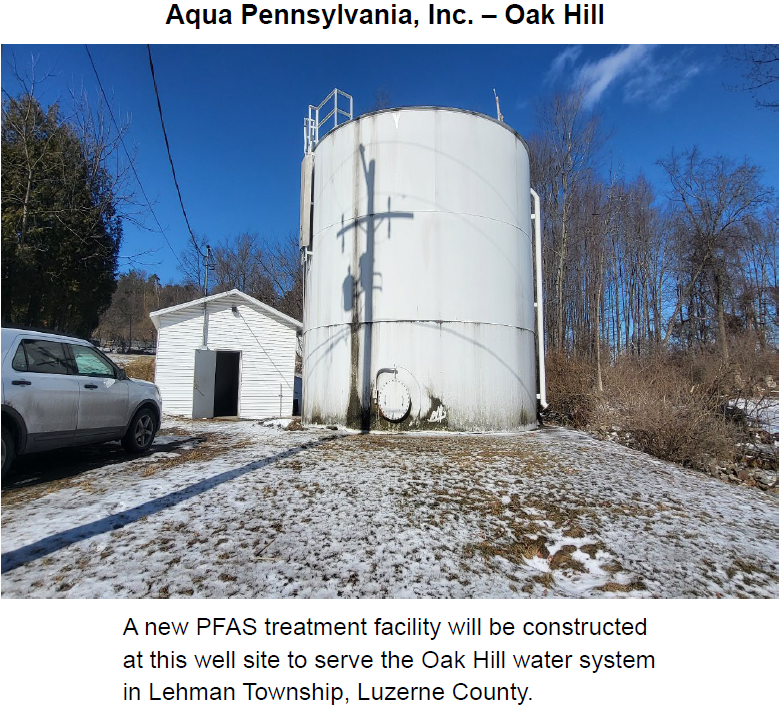 Aqua Pennsylvania, Inc. – Oak Hill
A new PFAS treatment facility will be constructed
at this well site to serve the Oak Hill water system
in Lehman Township, Luzerne County.